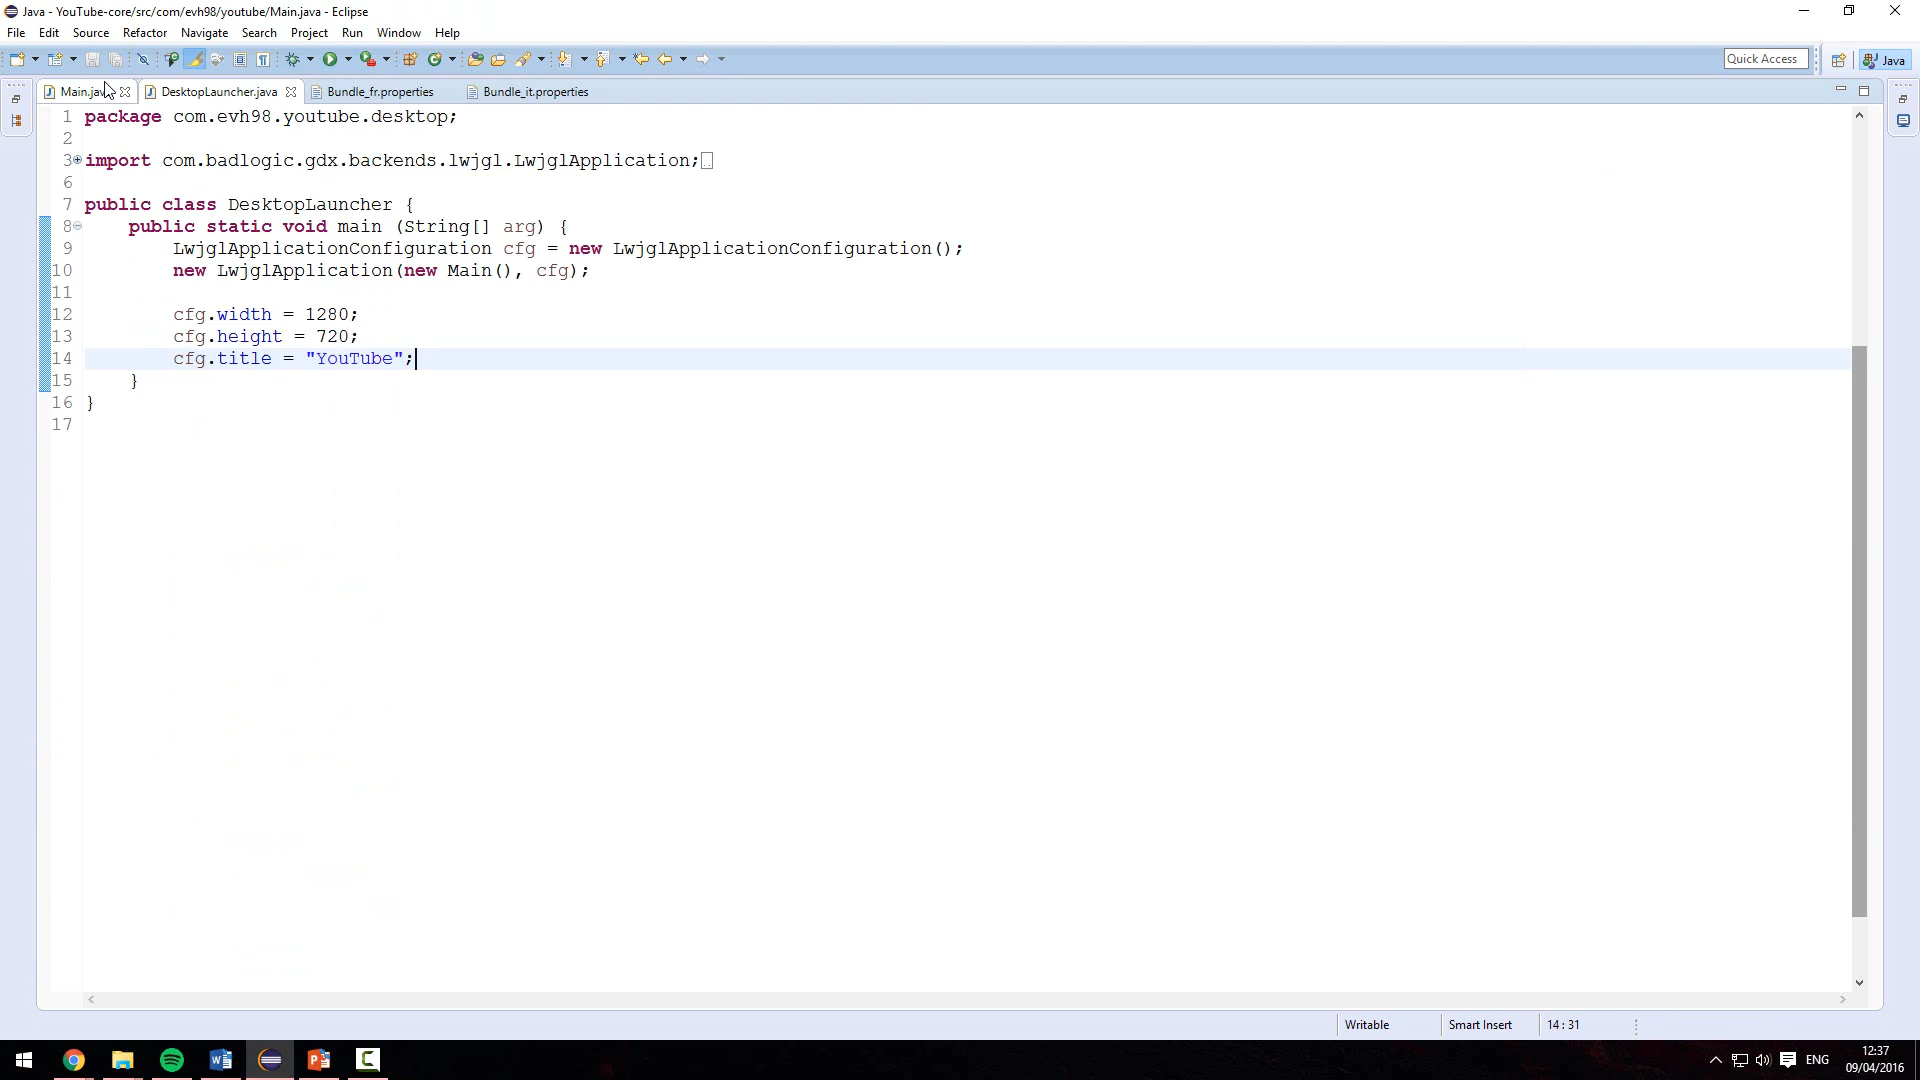 Java - YouTube-core/src/com/evh98/youtube/Main.java - Eclipse
File Edit Source Refactor Navigate Search Project Run Window Help
Quick Access Java
Main.jav DesktopLauncher.java Bundle_fr.properties Bundle_it.properties
1 package com.evh98.youtube.desktop;
2
3 import com.badlogic.gdx.backends.lwjgl.LwjglApplication;
6
7 public class DesktopLauncher {
8 public static void main (String[] arg) {
9 LwjglApplicationConfiguration cfg = new LwjglApplicationConfiguration();
10 new LwjglApplication(new Main(), cfg);
11
12 cfg.width = 1280;
13 cfg.height = 720;
14 cfg.title = "YouTube";
15 }
16 }
17
Writable Smart Insert 14 : 31
ENG 12:37
09/04/2016